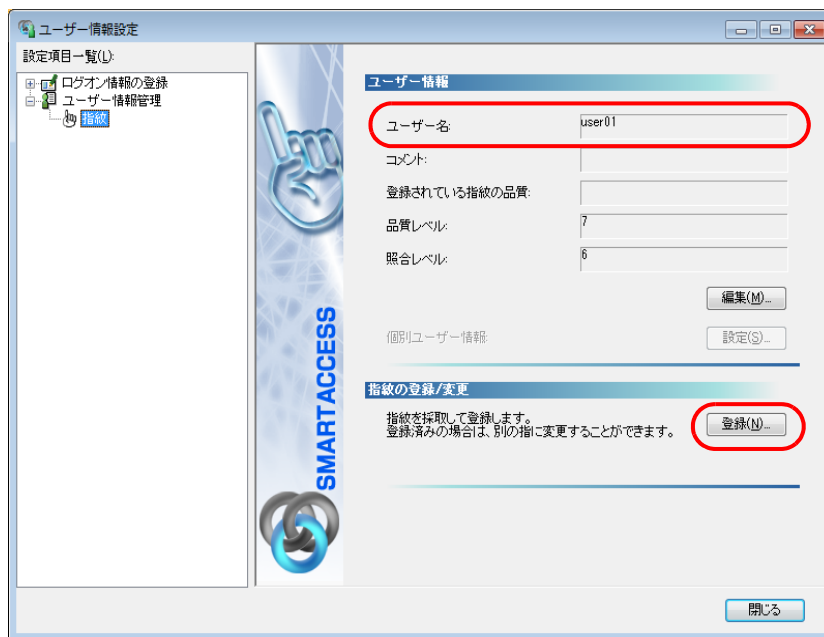 ユーザー情報設定
設定項目一覧(L):
ログオン情報の登録
ユーザー情報管理
指紋
SMARTACCESS
ユーザー情報
ユーザー名: user01
コメント:
登録されている指紋の品質:
品質レベル: 7
照合レベル: 6
編集(M)...
個別ユーザー情報: 設定(S)...
指紋の登録/変更
指紋を採取して登録します。
登録済みの場合は、別の指に変更することができます。
登録(N)...
閉じる